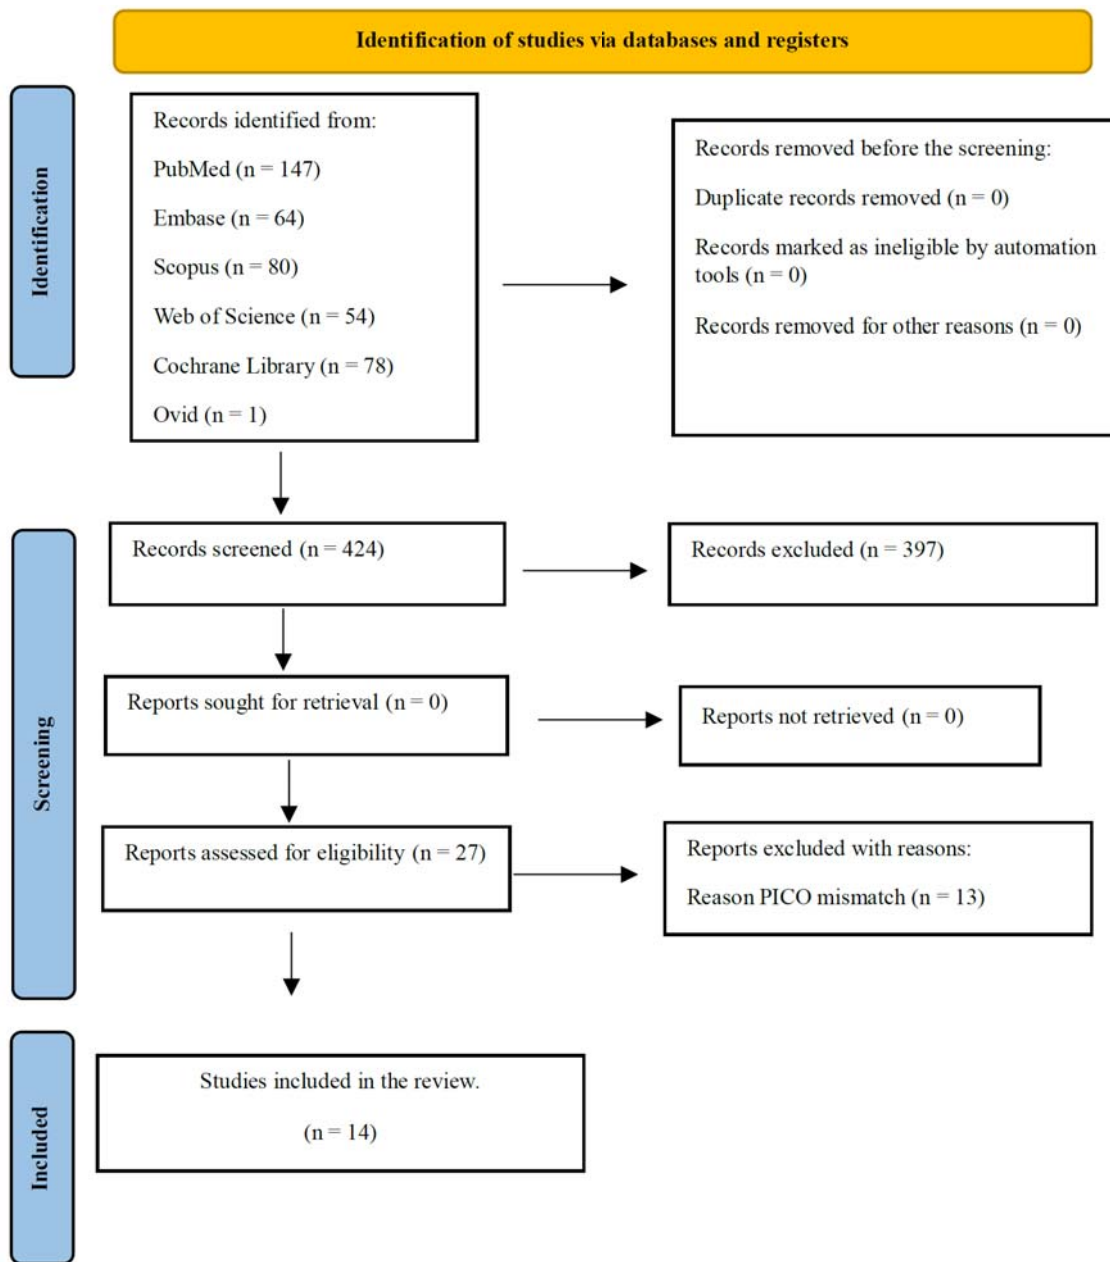 Identification of studies via databases and registers
Identification
Records identified from:
PubMed (n = 147)
Embase (n = 64)
Scopus (n = 80)
Web of Science (n = 54)
Cochrane Library (n = 78)
Ovid (n = 1)
Records removed before the screening:
Duplicate records removed (n = 0)
Records marked as ineligible by automation
tools (n = 0)
Records removed for other reasons (n = 0)
Screening
Records screened (n = 424)
Records excluded (n = 397)
Reports sought for retrieval (n = 0)
Reports not retrieved (n = 0)
Reports assessed for eligibility (n = 27)
Reports excluded with reasons:
Reason PICO mismatch (n = 13)
Included
Studies included in the review.
(n = 14)